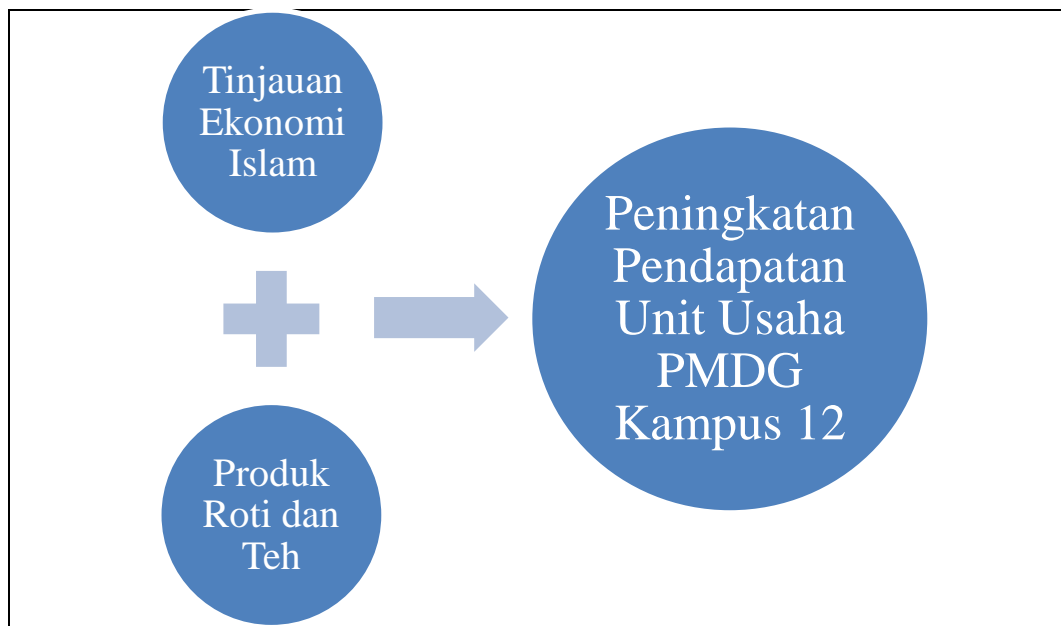 Tinjauan
Ekonomi
Islam
Produk
Roti dan
Teh
Peningkatan
Pendapatan
Unit Usaha
PMDG
Kampus 12